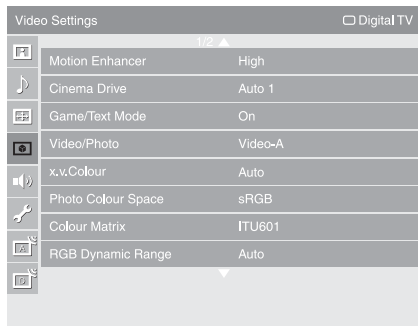 Video Settings Digital TV
1/2
Motion Enhancer High
Cinema Drive Auto 1
Game/Text Mode On
Video/Photo Video-A
x.v.Colour Auto
Photo Colour Space sRGB
Colour Matrix ITU601
RGB Dynamic Range Auto
A
D